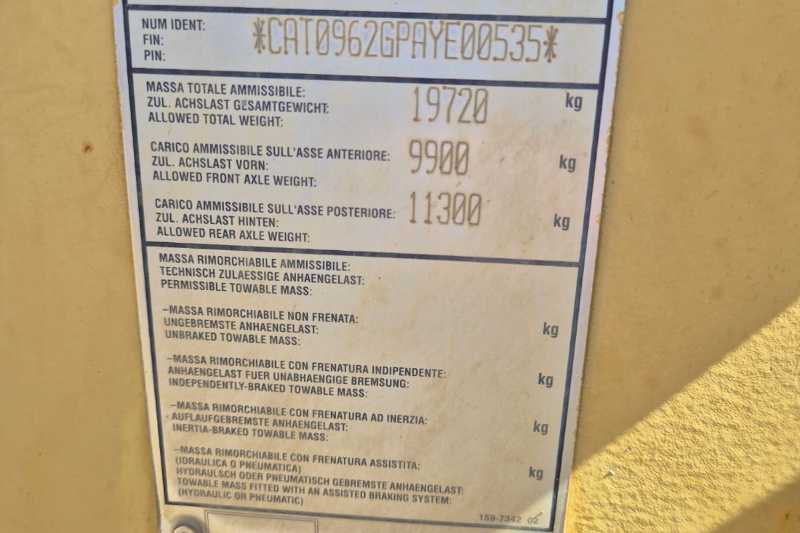 NUM IDENT:
FIN:
PIN:
*CAT0962GPAYE00535*
MASSA TOTALE AMMISSIBILE:
ZUL. ACHSLAST GESAMTGEWICHT:
ALLOWED TOTAL WEIGHT:
19720 kg
CARICO AMMISSIBILE SULL'ASSE ANTERIORE:
ZUL. ACHSLAST VORN:
ALLOWED FRONT AXLE WEIGHT:
9900 kg
CARICO AMMISSIBILE SULL'ASSE POSTERIORE:
ZUL. ACHSLAST HINTEN:
ALLOWED REAR AXLE WEIGHT:
11300 kg
MASSA RIMORCHIABILE AMMISSIBILE:
TECHNISCH ZULAESSIGE ANHAENGELAST:
PERMISSIBLE TOWABLE MASS:
–MASSA RIMORCHIABILE NON FRENATA:
UNGEBREMSTE ANHAENGELAST:
UNBRAKED TOWABLE MASS:
kg
–MASSA RIMORCHIABILE CON FRENATURA INDIPENDENTE:
ANHAENGELAST FUER UNABHAENGIGE BREMSUNG:
INDEPENDENTLY-BRAKED TOWABLE MASS:
kg
–MASSA RIMORCHIABILE CON FRENATURA AD INERZIA:
AUFLAUFGEBREMSTE ANHAENGELAST:
INERTIA-BRAKED TOWABLE MASS:
kg
–MASSA RIMORCHIABILE CON FRENATURA ASSISTITA:
(IDRAULICA O PNEUMATICA)
HYDRAULSCH ODER PNEUMATISCH GEBREMSTE ANHAENGELAST:
TOWABLE MASS FITTED WITH AN ASSISTED BRAKING SYSTEM:
(HYDRAULIC OR PNEUMATIC)
kg
159-7342 02